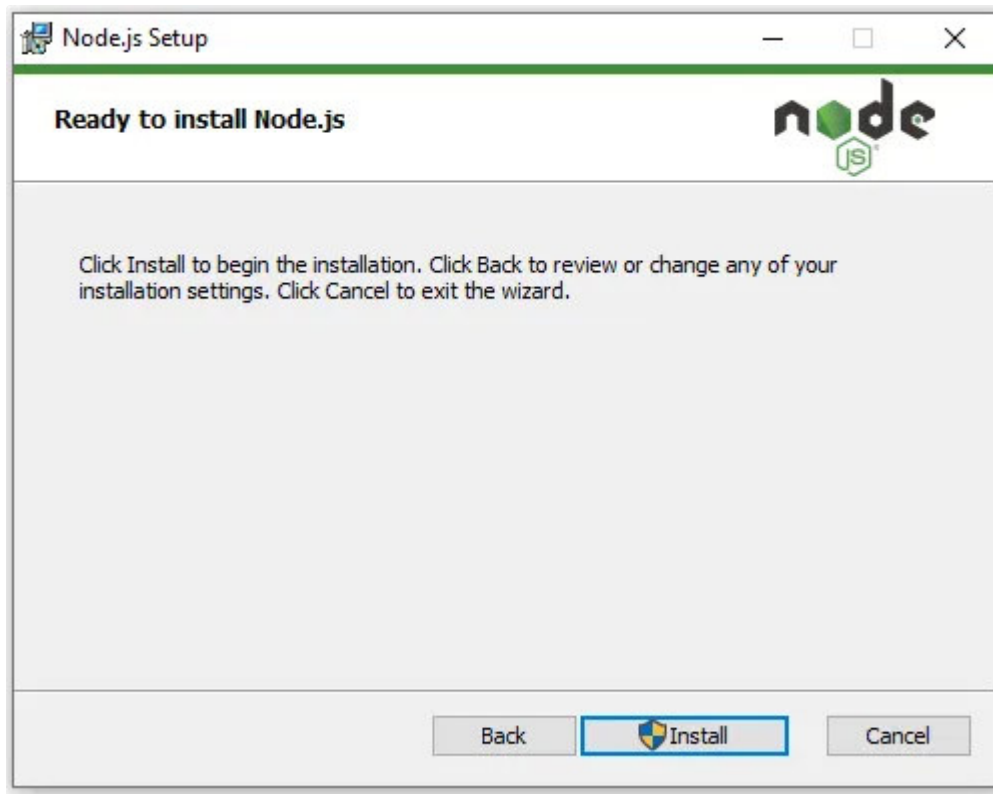 Node.js Setup
Ready to install Node.js
node
JS
Click Install to begin the installation. Click Back to review or change any of your
installation settings. Click Cancel to exit the wizard.
Back
Install
Cancel